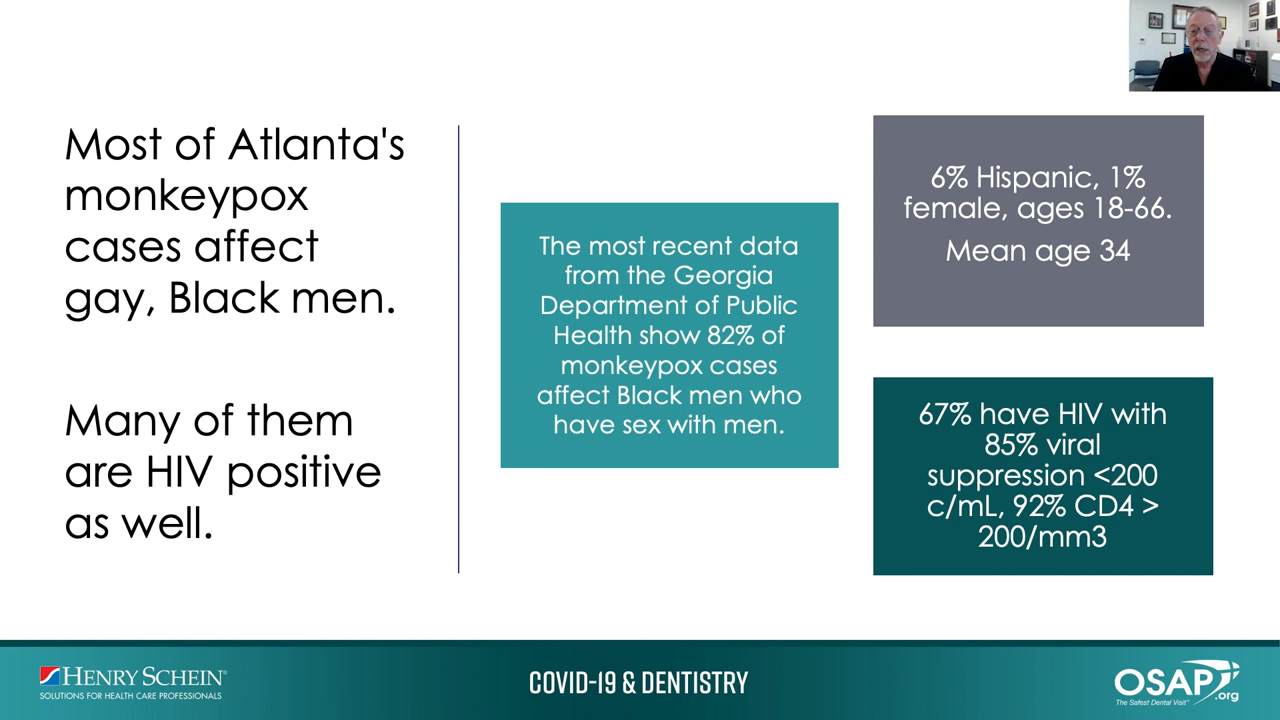 Most of Atlanta's
monkeypox
cases affect
gay, Black men.
Many of them
are HIV positive
as well.
The most recent data
from the Georgia
Department of Public
Health show 82% of
monkeypox cases
affect Black men who
have sex with men.
6% Hispanic, 1%
female, ages 18-66.
Mean age 34
67% have HIV with
85% viral
suppression <200
c/mL, 92% CD4 >
200/mm3
HENRY SCHEIN®
SOLUTIONS FOR HEALTH CARE PROFESSIONALS
COVID-19 & DENTISTRY
OSAP.org
The Safest Dental Visit™